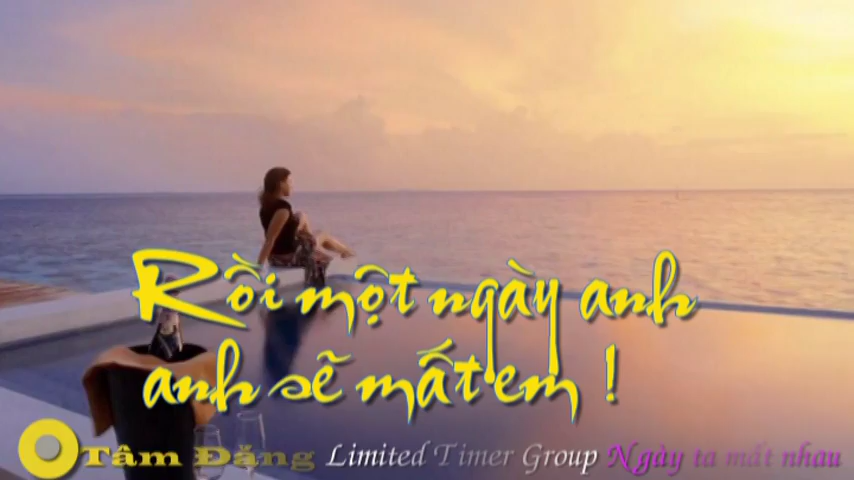 Rồi một ngày anh
anh sẽ mất em !
Tâm Đăng Limited Timer Group Ngày ta mất nhau